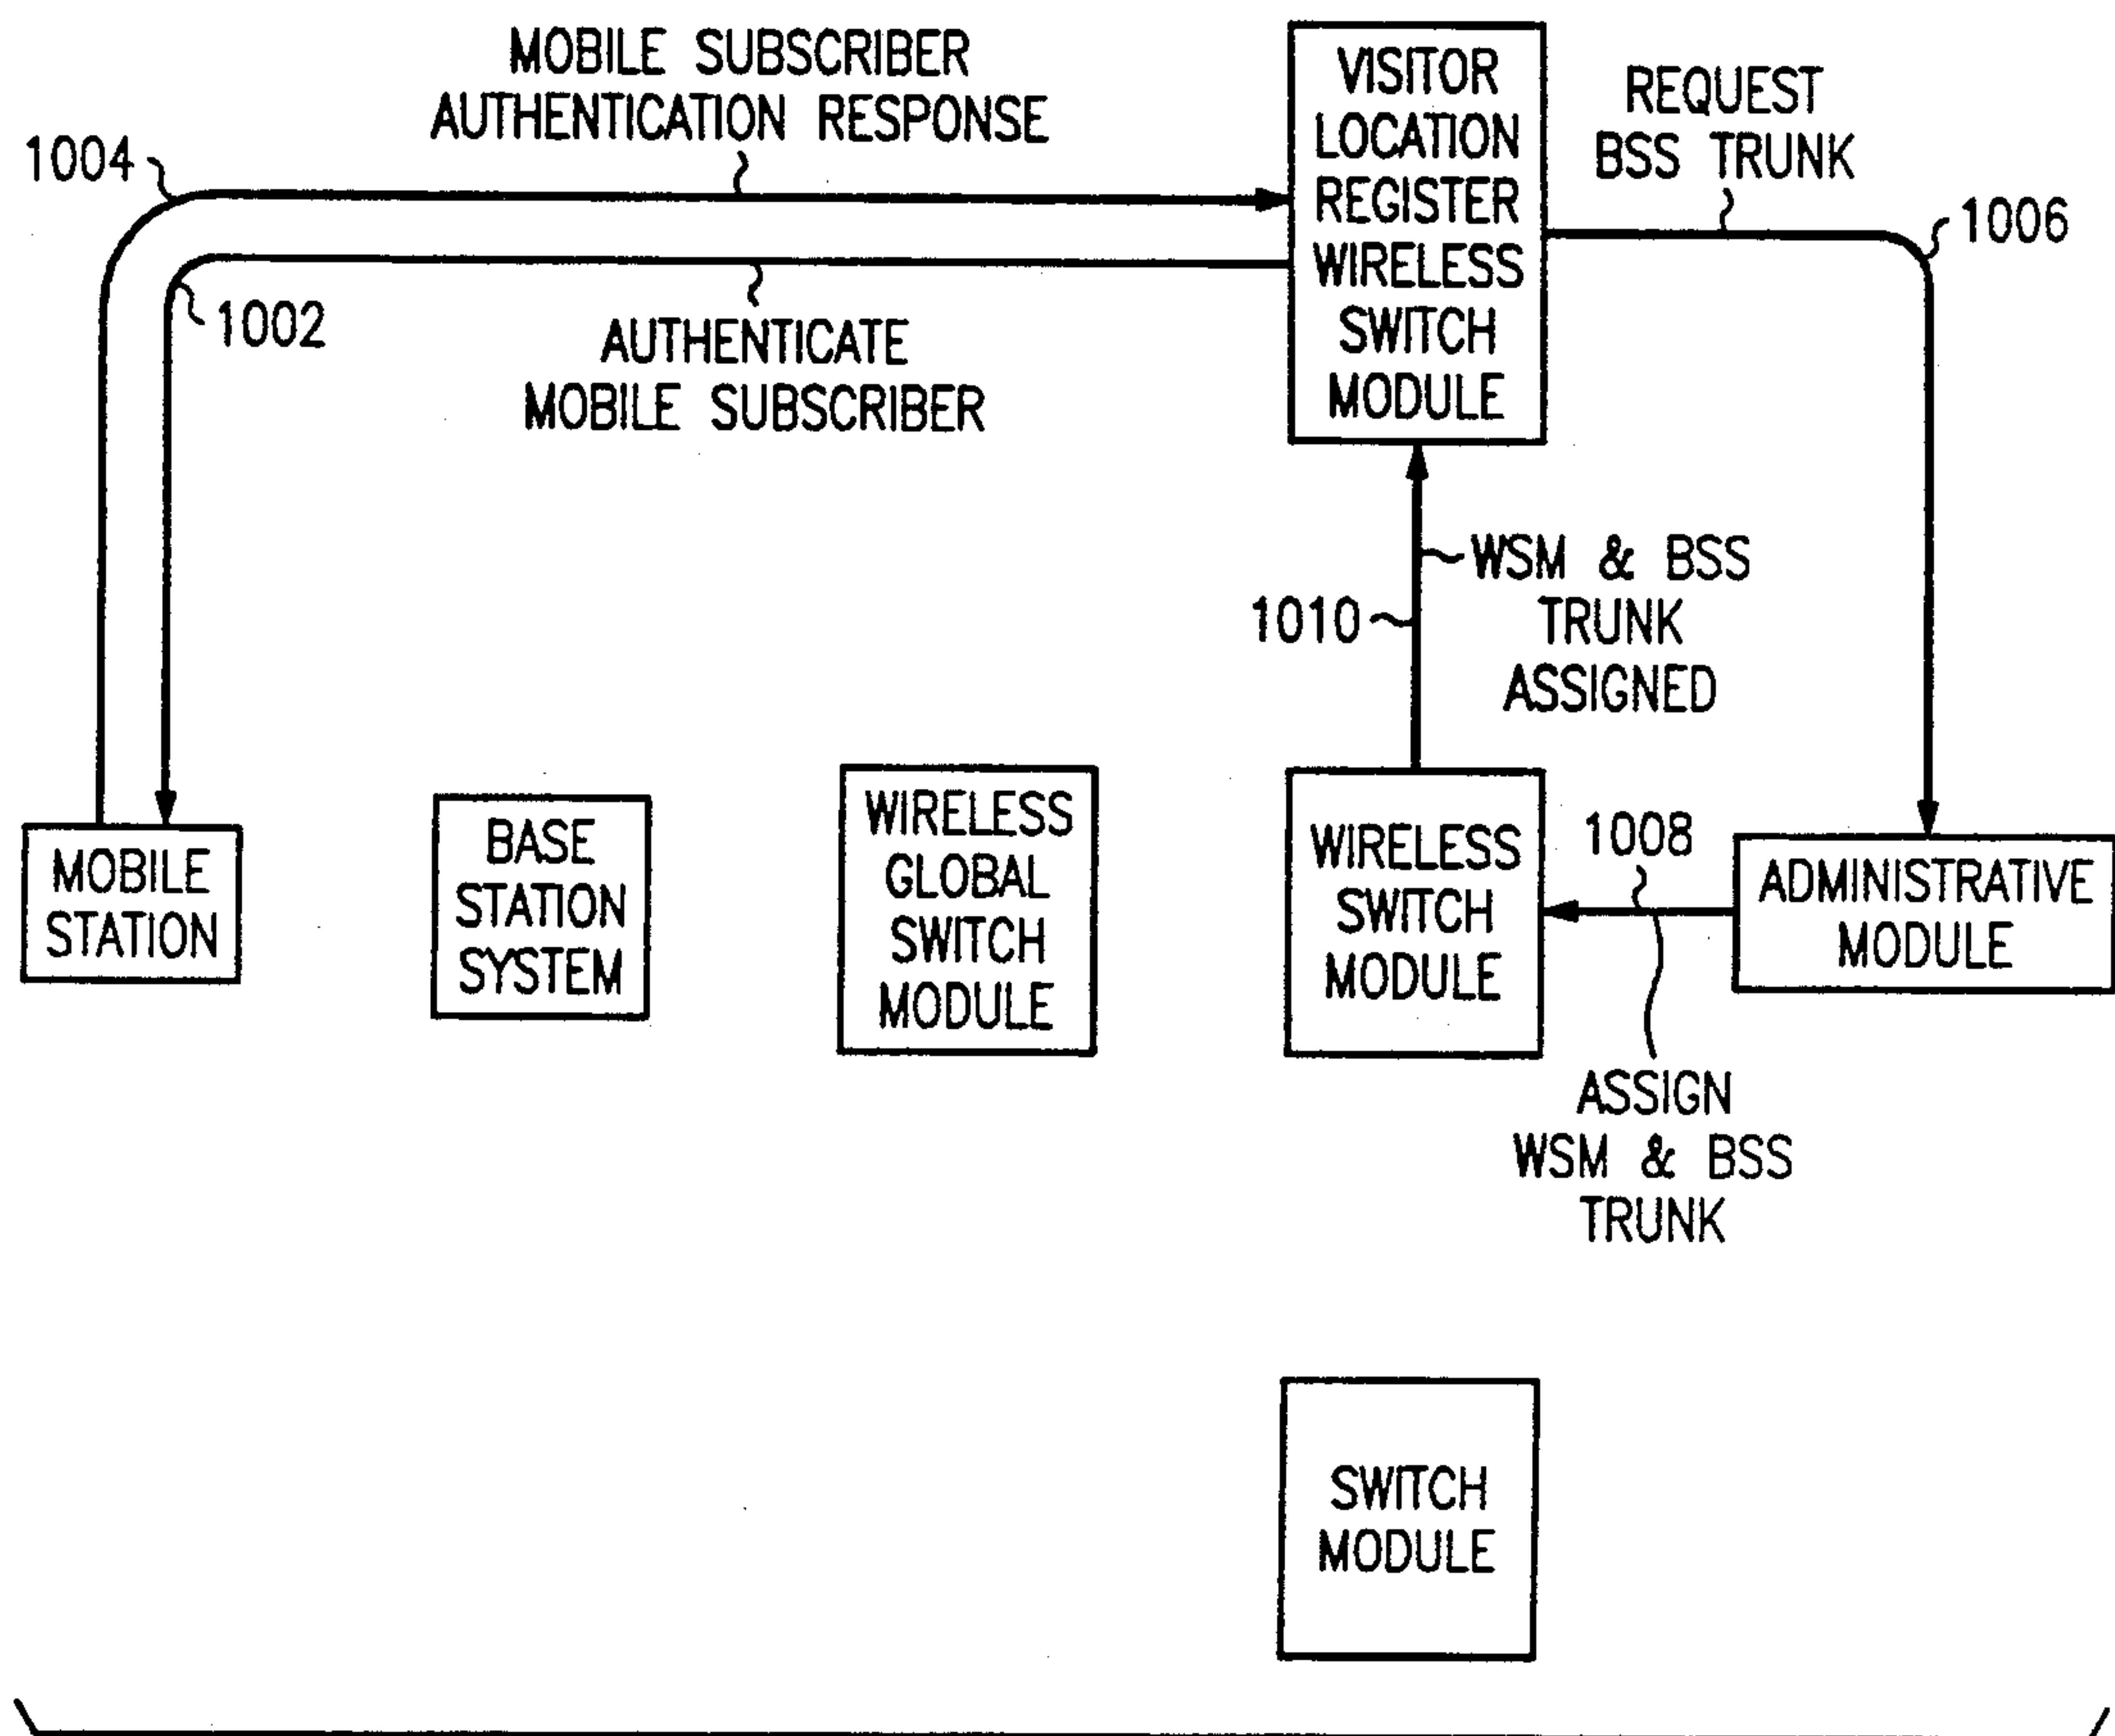 MOBILE SUBSCRIBER
AUTHENTICATION RESPONSE
1004
1002
AUTHENTICATE
MOBILE SUBSCRIBER
VISITOR
LOCATION
REGISTER
WIRELESS
SWITCH
MODULE
REQUEST
BSS TRUNK
1006
1010
WSM & BSS
TRUNK
ASSIGNED
MOBILE
STATION
BASE
STATION
SYSTEM
WIRELESS
GLOBAL
SWITCH
MODULE
WIRELESS
SWITCH
MODULE
1008
ADMINISTRATIVE
MODULE
ASSIGN
WSM & BSS
TRUNK
SWITCH
MODULE